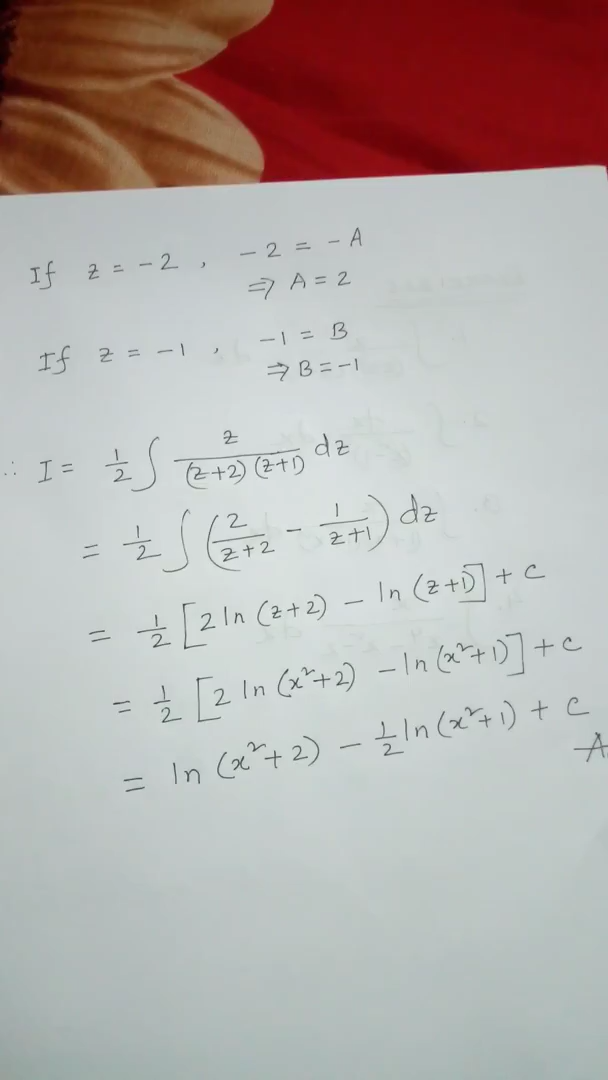 If z = -2 , -2 = -A
⇒ A = 2
If z = -1 , -1 = B
⇒ B = -1
∴ I = 1/2 ∫ z/((z+2)(z+1)) dz
= 1/2 ∫ (2/(z+2) - 1/(z+1)) dz
= 1/2 [2 ln (z+2) - ln (z+1)] + c
= 1/2 [2 ln (x²+2) - ln (x²+1)] + c
= ln (x²+2) - 1/2 ln (x²+1) + c